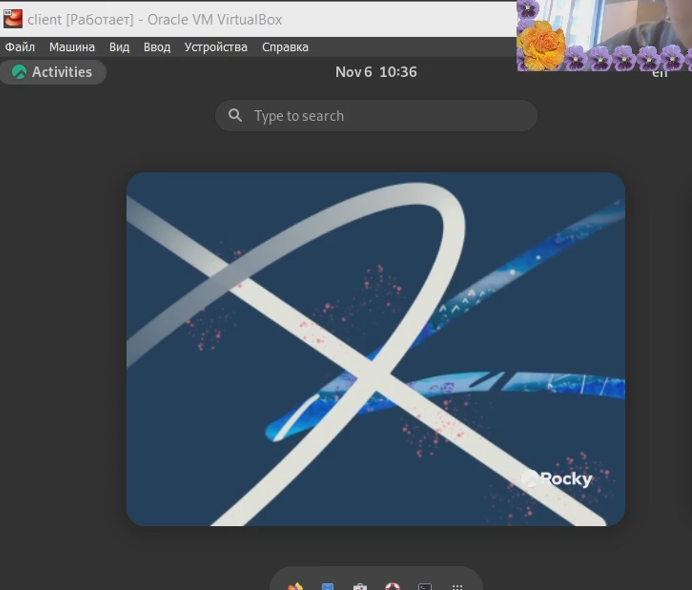 client [Работает] - Oracle VM VirtualBox
Файл Машина Вид Ввод Устройства Справка
Activities
Nov 6 10:36
en
Type to search
Rocky